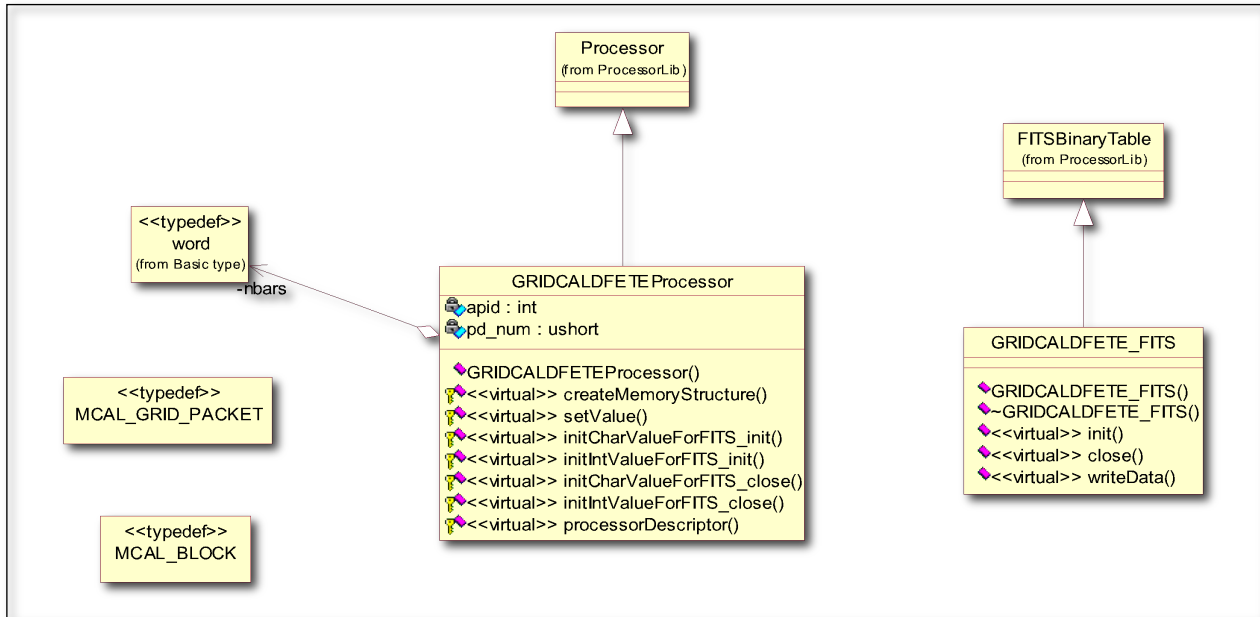 Processor
(from ProcessorLib)
FITSBinaryTable
(from ProcessorLib)
<<typedef>>
word
(from Basic type)
-nbars
GRIDCALDFETEProcessor
apid : int
pd_num : ushort
GRIDCALDFETEProcessor()
<<virtual>> createMemoryStructure()
<<virtual>> setValue()
<<virtual>> initCharValueForFITS_init()
<<virtual>> initIntValueForFITS_init()
<<virtual>> initCharValueForFITS_close()
<<virtual>> initIntValueForFITS_close()
<<virtual>> processorDescriptor()
GRIDCALDFETE_FITS
GRIDCALDFETE_FITS()
~GRIDCALDFETE_FITS()
<<virtual>> init()
<<virtual>> close()
<<virtual>> writeData()
<<typedef>>
MCAL_GRID_PACKET
<<typedef>>
MCAL_BLOCK